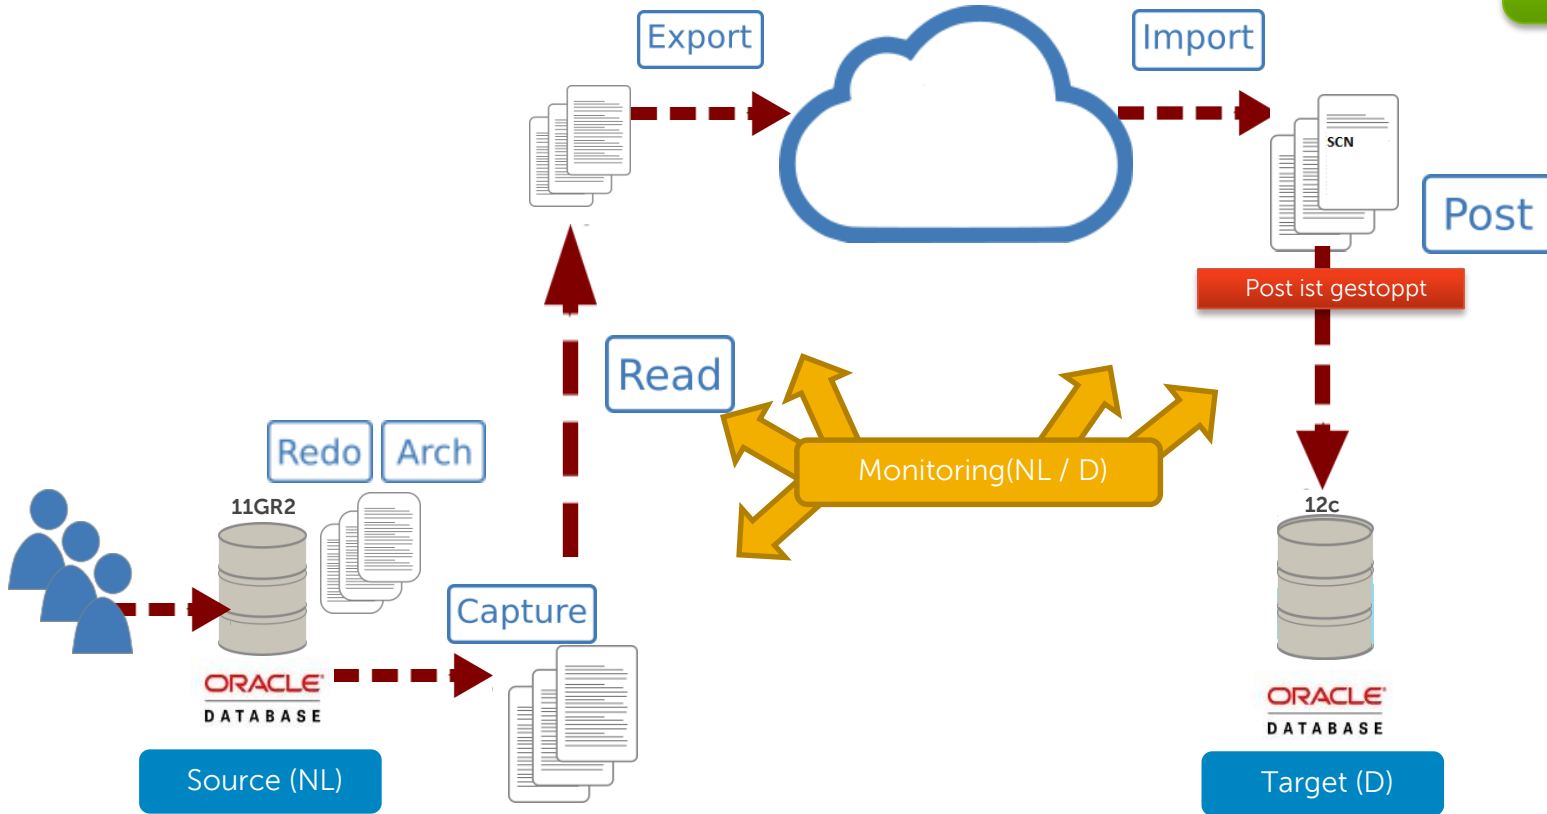 Export
Import
SCN
Post
Post ist gestoppt
Read
Redo
Arch
Monitoring(NL / D)
11GR2
12c
Capture
ORACLE
DATABASE
ORACLE
DATABASE
Source (NL)
Target (D)